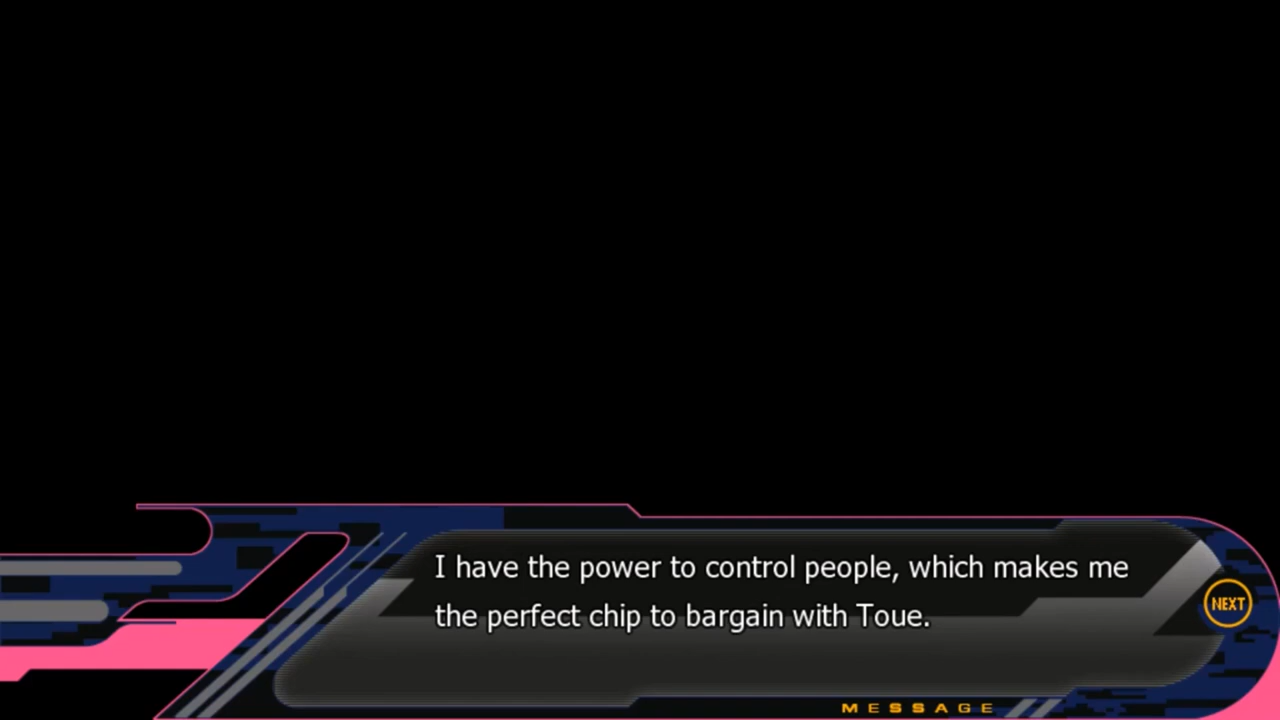 I have the power to control people, which makes me
the perfect chip to bargain with Toue.
NEXT
MESSAGE